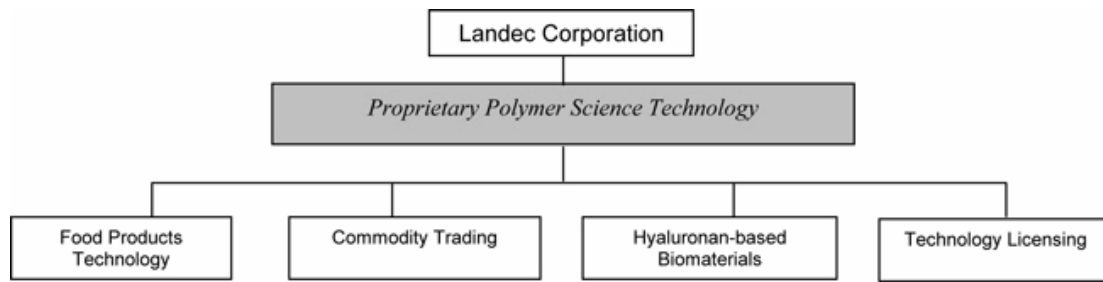 Landec Corporation
Proprietary Polymer Science Technology
Food Products
Technology
Commodity Trading
Hyaluronan-based
Biomaterials
Technology Licensing